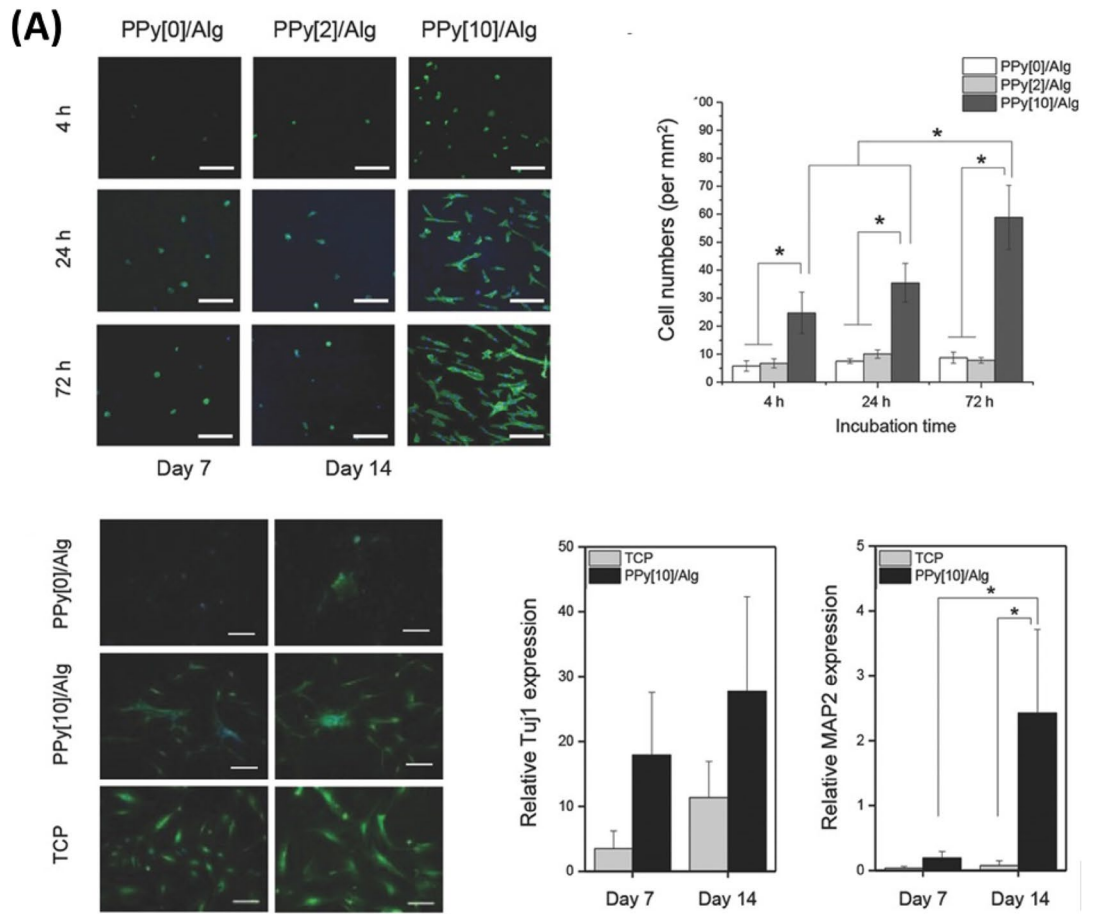 (A)
PPy[0]/Alg PPy[2]/Alg PPy[10]/Alg
4 h
24 h
72 h
PPy[0]/Alg
PPy[2]/Alg
PPy[10]/Alg
Cell numbers (per mm²)
00
90
80
70
60
50
40
30
20
10
0
*
*
*
*
4 h 24 h 72 h
Incubation time
Day 7 Day 14
PPy[0]/Alg
PPy[10]/Alg
TCP
Relative Tuj1 expression
50
40
30
20
10
0
TCP
PPy[10]/Alg
Day 7 Day 14
Relative MAP2 expression
5
4
3
2
1
0
TCP
PPy[10]/Alg
*
*
Day 7 Day 14